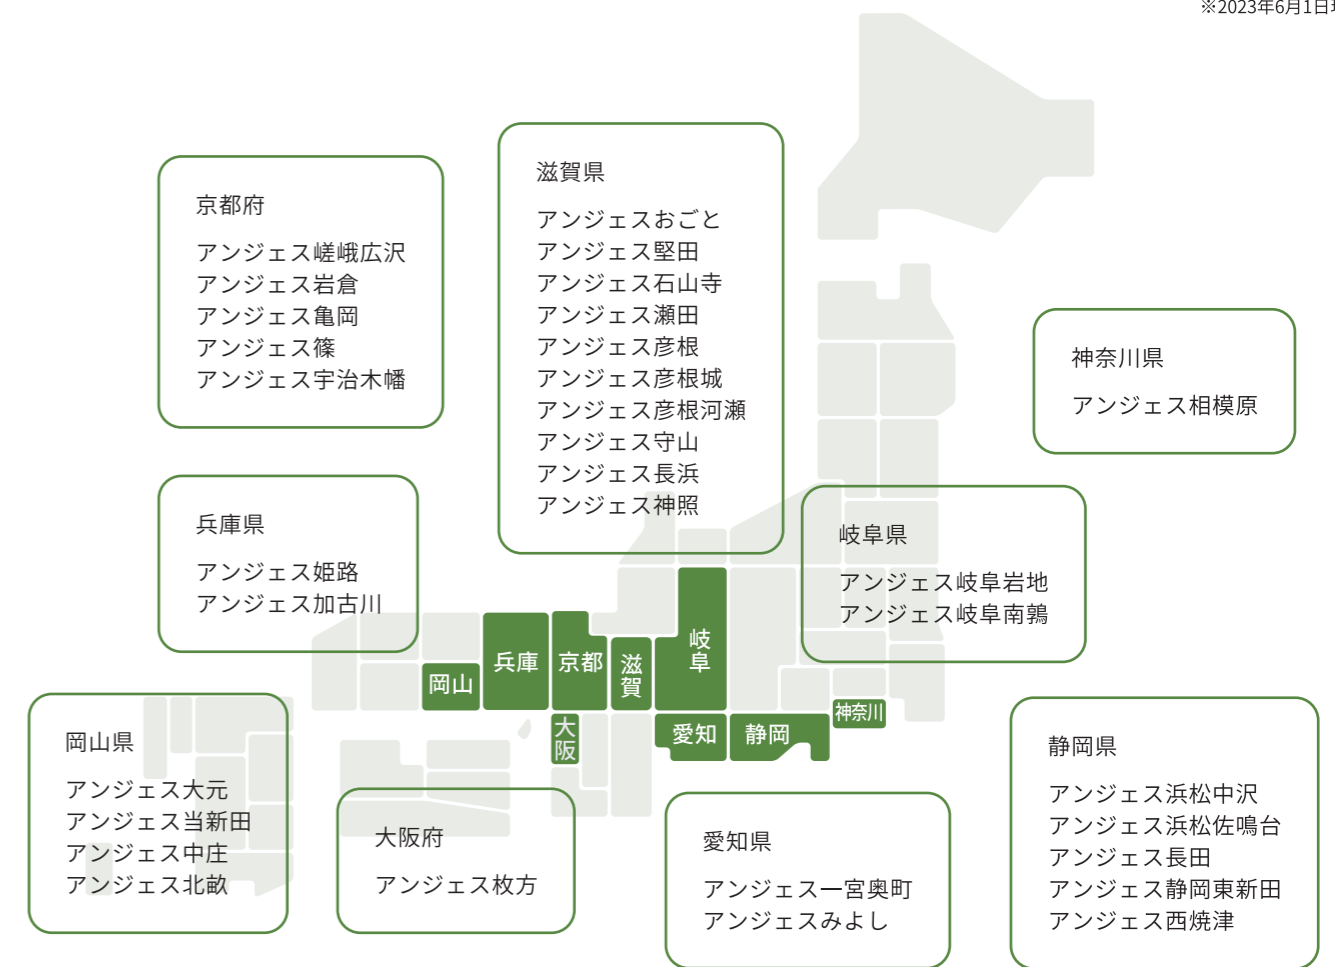 ※2023年6月1日
京都府
アンジェス嵯峨広沢
アンジェス岩倉
アンジェス亀岡
アンジェス篠
アンジェス宇治木幡
滋賀県
アンジェスおごと
アンジェス堅田
アンジェス石山寺
アンジェス瀬田
アンジェス彦根
アンジェス彦根城
アンジェス彦根河瀬
アンジェス守山
アンジェス長浜
アンジェス神照
神奈川県
アンジェス相模原
兵庫県
アンジェス姫路
アンジェス加古川
岐阜県
アンジェス岐阜岩地
アンジェス岐阜南鶉
岡山
兵庫
京都
滋賀
岐阜
大阪
愛知
静岡
神奈川
岡山県
アンジェス大元
アンジェス当新田
アンジェス中庄
アンジェス北畝
大阪府
アンジェス枚方
愛知県
アンジェス一宮奥町
アンジェスみよし
静岡県
アンジェス浜松中沢
アンジェス浜松佐鳴台
アンジェス長田
アンジェス静岡東新田
アンジェス西焼津